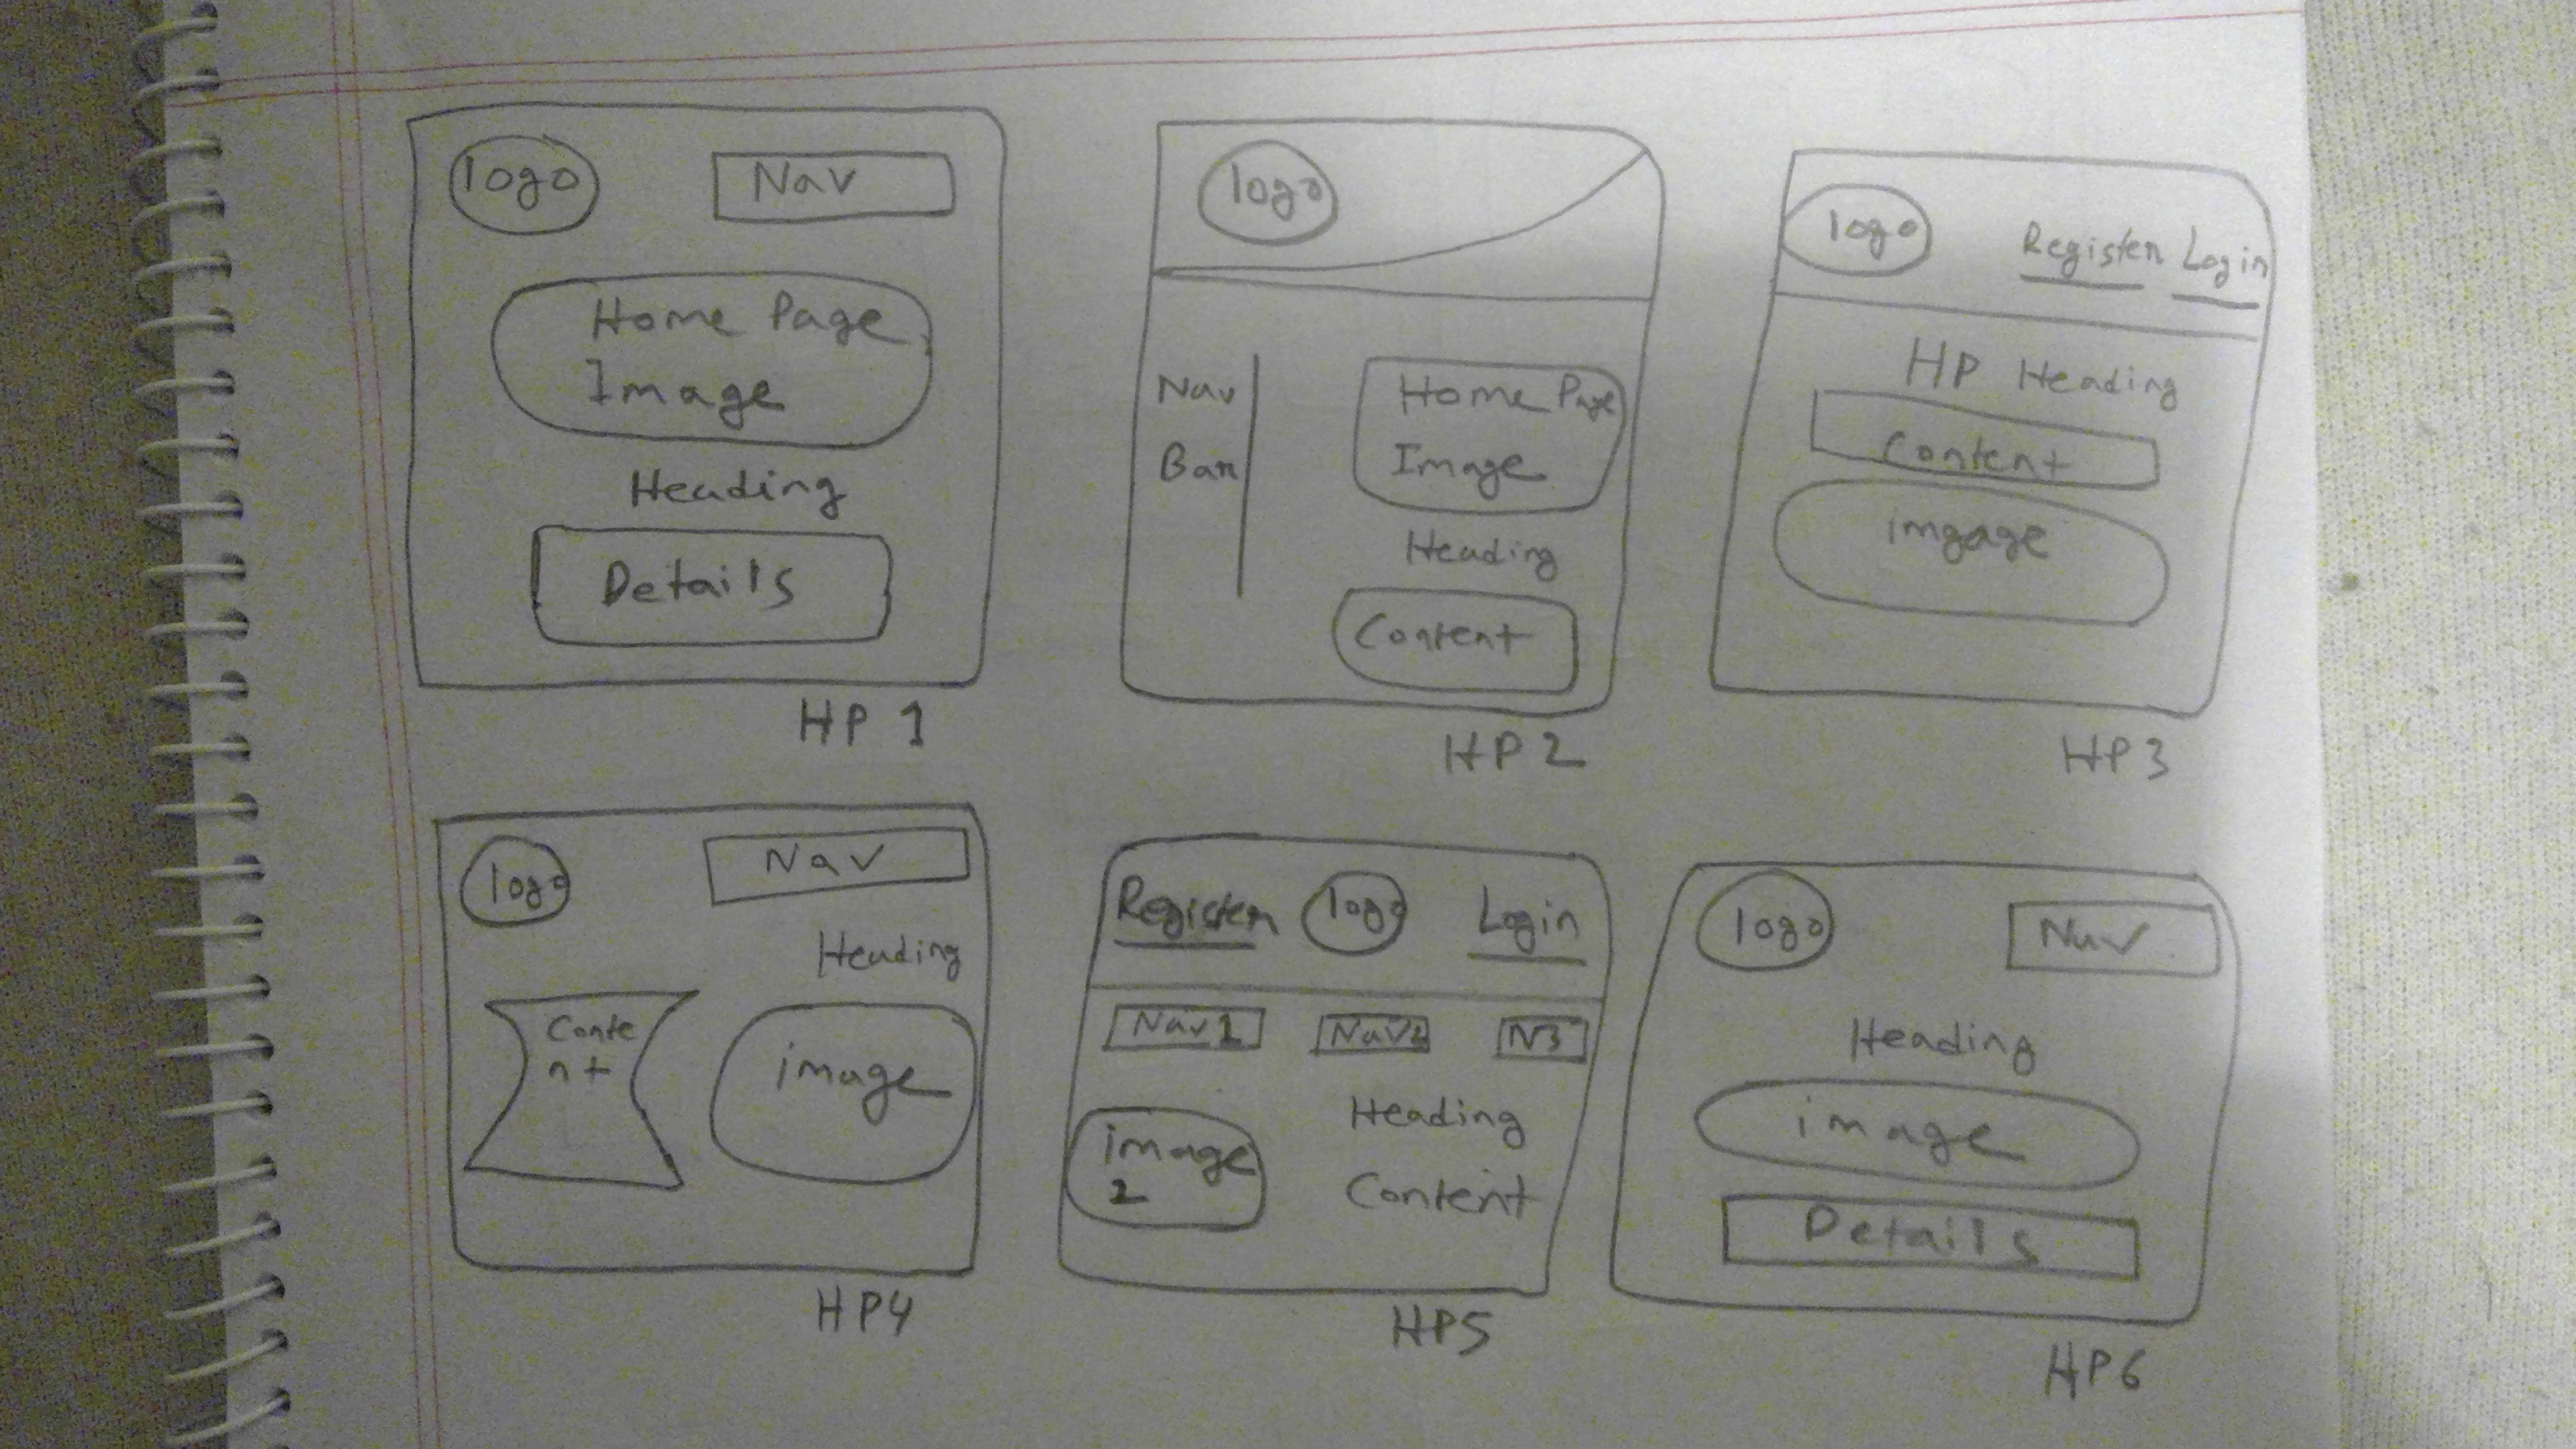 logo
Nav
Home Page
Image
Heading
Details
HP 1
logo
Nav
Bar
Home Page
Image
Heading
Content
HP 2
logo
Register Login
HP Heading
Content
imgage
HP 3
logo
Nav
Heading
Conte
nt
image
HP4
Register logo Login
Nav1 Nav2 N3
image
2
Heading
Content
HP5
logo
Nav
Heading
image
Details
HP6